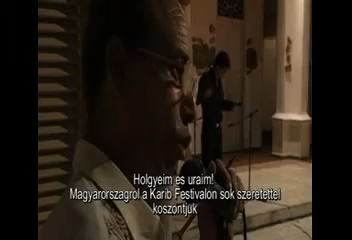 Holgyeim es uraim!
Magyarorszagrol a Karib Festivalon sok szeretettel
koszontjuk